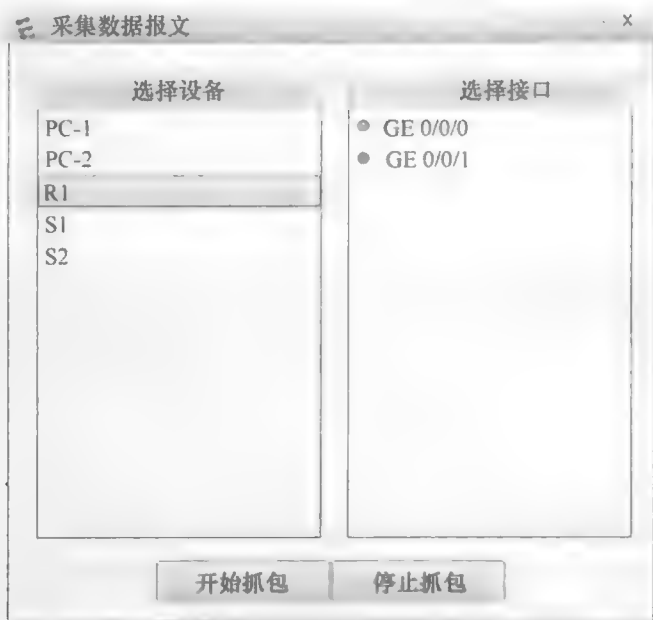 采集数据报文
x
选择设备
选择接口
PC-1
PC-2
R1
S1
S2
GE 0/0/0
GE 0/0/1
开始抓包
停止抓包